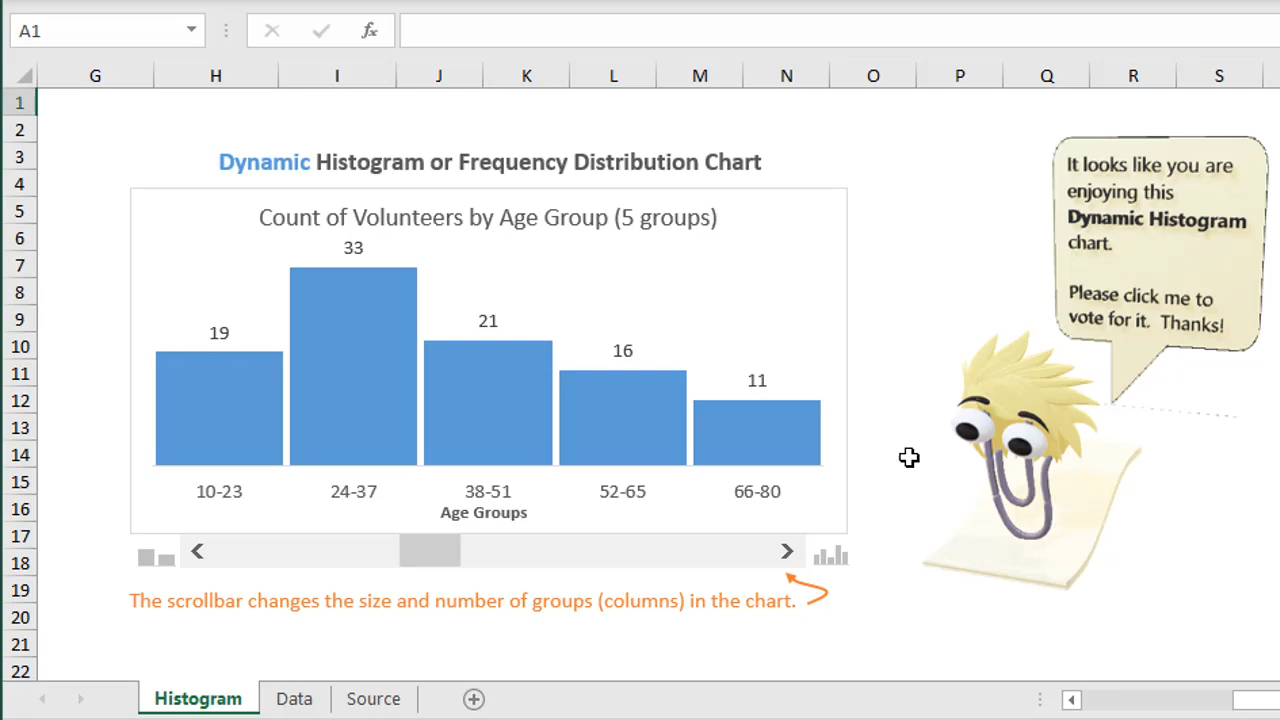 A1
fx
G H I J K L M N O P Q R S
1
2
3
4
5
6
7
8
9
10
11
12
13
14
15
16
17
18
19
20
21
22
Dynamic Histogram or Frequency Distribution Chart
Count of Volunteers by Age Group (5 groups)
33
21
19
16
11
10-23 24-37 38-51 52-65 66-80
Age Groups
The scrollbar changes the size and number of groups (columns) in the chart.
It looks like you are
enjoying this
Dynamic Histogram
chart.
Please click me to
vote for it. Thanks!
Histogram Data Source